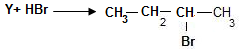 Y+ HBr ⟶ CH3—CH2—CH—CH3
Br